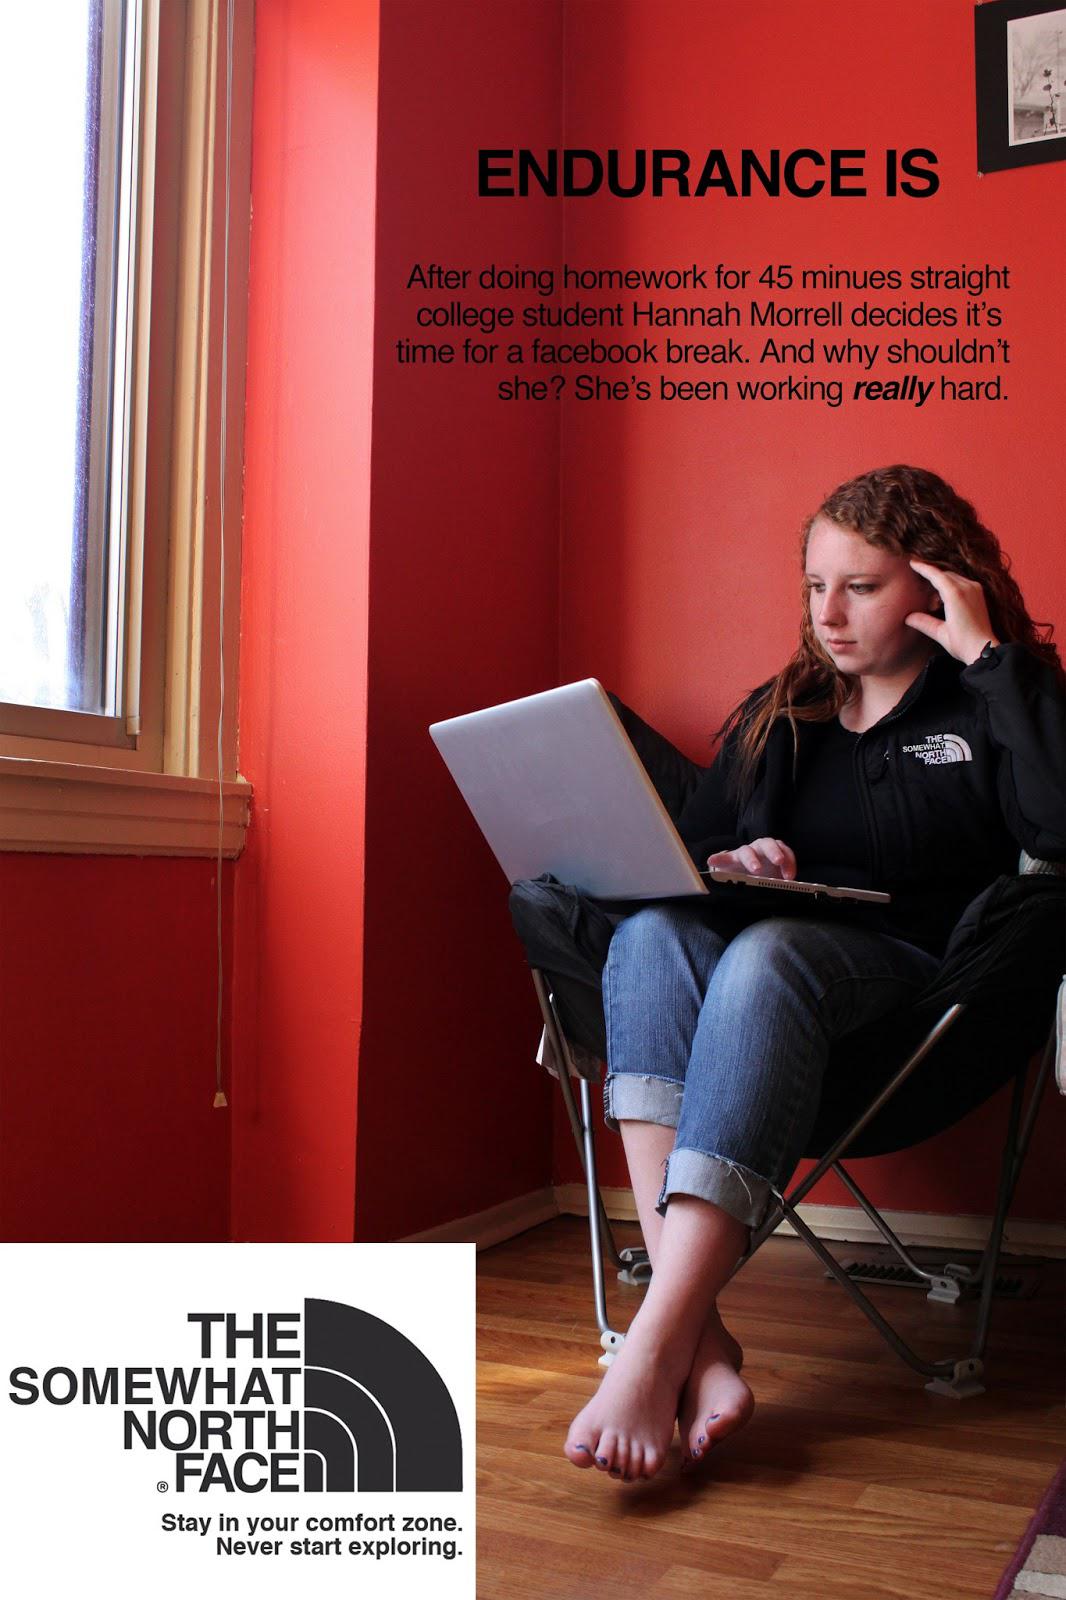 ENDURANCE IS
After doing homework for 45 minues straight
college student Hannah Morrell decides it's
time for a facebook break. And why shouldn't
she? She's been working really hard.
THE
SOMEWHAT
NORTH
FACE
THE
SOMEWHAT
NORTH
® FACE
Stay in your comfort zone.
Never start exploring.